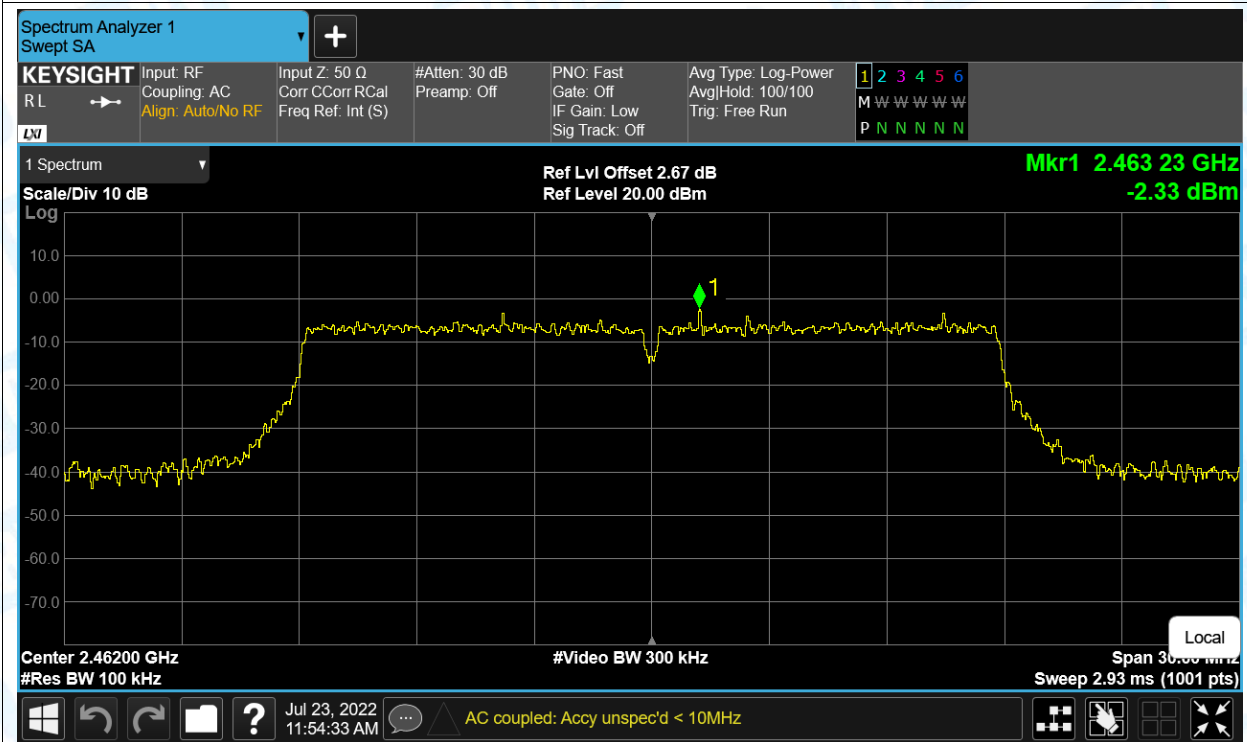 Spectrum Analyzer 1
Swept SA
+
KEYSIGHT
R L
LXI
Input: RF
Coupling: AC
Align: Auto/No RF
Input Z: 50 Ω
Corr CCorr RCal
Freq Ref: Int (S)
#Atten: 30 dB
Preamp: Off
PNO: Fast
Gate: Off
IF Gain: Low
Sig Track: Off
Avg Type: Log-Power
Avg|Hold: 100/100
Trig: Free Run
1 2 3 4 5 6
M W W W W W W
P N N N N N
1 Spectrum
Scale/Div 10 dB
Log
Ref Lvl Offset 2.67 dB
Ref Level 20.00 dBm
Mkr1 2.463 23 GHz
-2.33 dBm
1
10.0
0.00
-10.0
-20.0
-30.0
-40.0
-50.0
-60.0
-70.0
Local
Center 2.46200 GHz
#Res BW 100 kHz
#Video BW 300 kHz
Span 30.00 MHz
Sweep 2.93 ms (1001 pts)
?
Jul 23, 2022
11:54:33 AM
AC coupled: Accy unspec'd < 10MHz